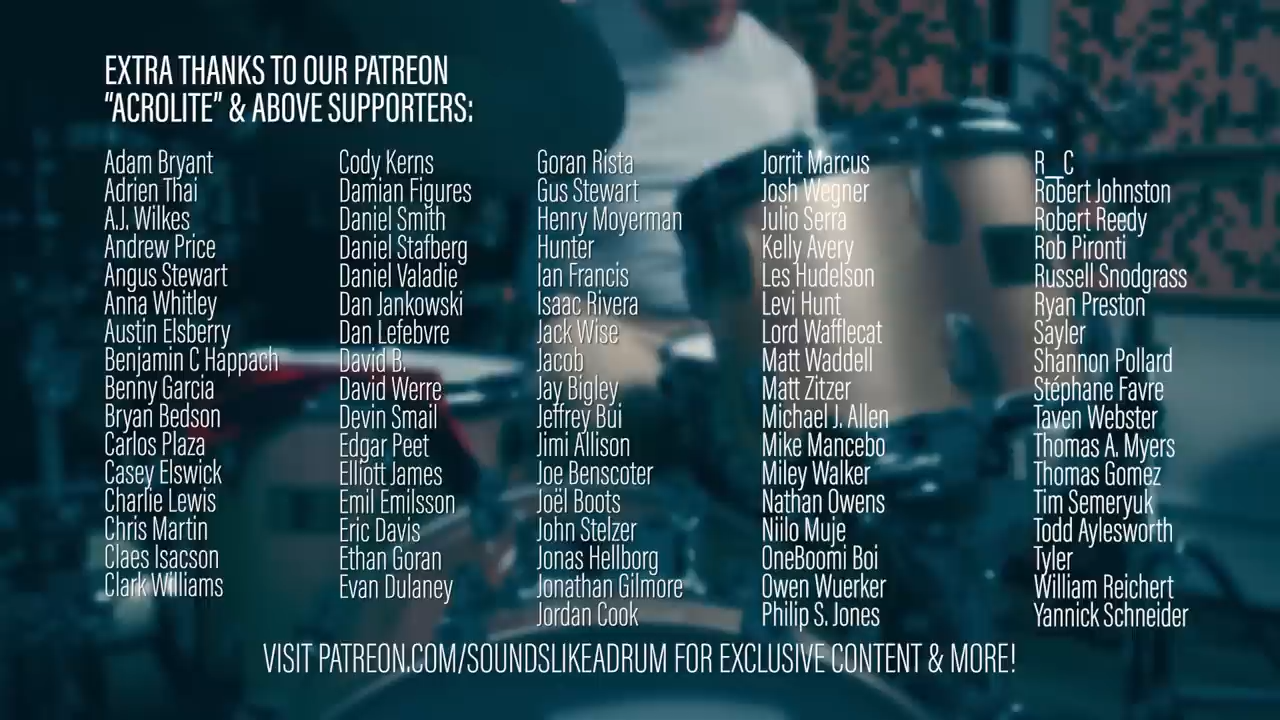 EXTRA THANKS TO OUR PATREON
"ACROLITE" & ABOVE SUPPORTERS:
Adam Bryant
Adrien Thai
A.J. Wilkes
Andrew Price
Angus Stewart
Anna Whitley
Austin Elsberry
Benjamin C Happach
Benny Garcia
Bryan Bedson
Carlos Plaza
Casey Elswick
Charlie Lewis
Chris Martin
Claes Isacson
Clark Williams
Cody Kerns
Damian Figures
Daniel Smith
Daniel Stafberg
Daniel Valadie
Dan Jankowski
Dan Lefebvre
David B.
David Werre
Devin Smail
Edgar Peet
Elliott James
Emil Emilsson
Eric Davis
Ethan Goran
Evan Dulaney
Goran Rista
Gus Stewart
Henry Moyerman
Hunter
Ian Francis
Isaac Rivera
Jack Wise
Jacob
Jay Bigley
Jeffrey Bui
Jimi Allison
Joe Benscoter
Joël Boots
John Stelzer
Jonas Hellborg
Jonathan Gilmore
Jordan Cook
Jorrit Marcus
Josh Wegner
Julio Serra
Kelly Avery
Les Hudelson
Levi Hunt
Lord Wafflecat
Matt Waddell
Matt Zitzer
Michael J. Allen
Mike Mancebo
Miley Walker
Nathan Owens
Niilo Muje
OneBoomi Boi
Owen Wuerker
Philip S. Jones
R__C
Robert Johnston
Robert Reedy
Rob Pironti
Russell Snodgrass
Ryan Preston
Sayler
Shannon Pollard
Stéphane Favre
Taven Webster
Thomas A. Myers
Thomas Gomez
Tim Semeryuk
Todd Aylesworth
Tyler
William Reichert
Yannick Schneider
VISIT PATREON.COM/SOUNDSLIKEADRUM FOR EXCLUSIVE CONTENT & MORE!